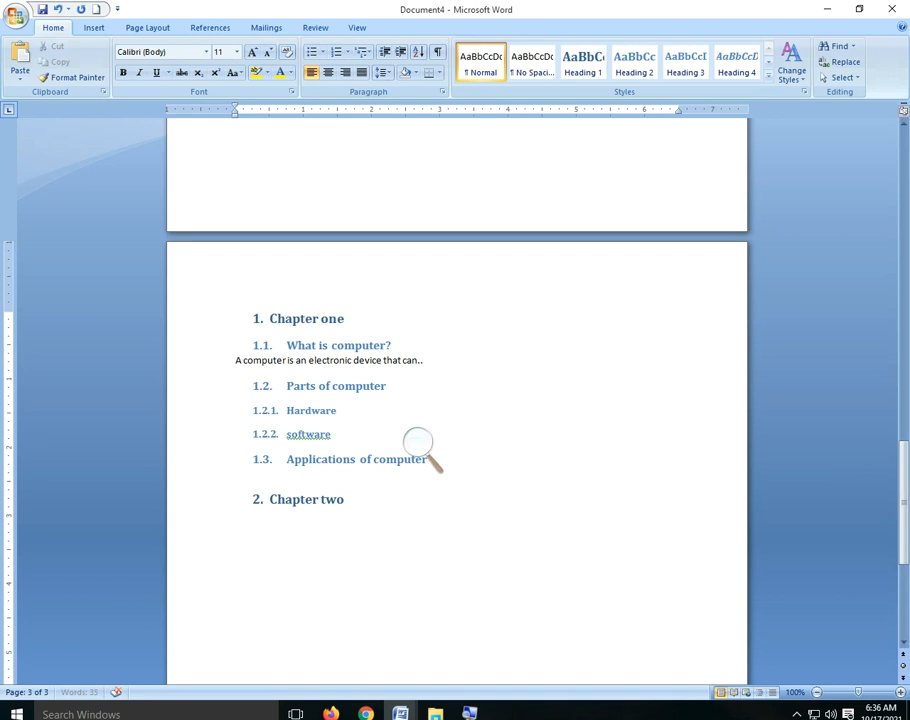 Document4 - Microsoft Word
Home Insert Page Layout References Mailings Review View
Paste
Cut
Copy
Format Painter
Clipboard
Calibri (Body) 11
Font
Paragraph
AaBbCcDc AaBbCcDc AaBbC AaBbCc AaBbCcI AaBbCcD
¶ Normal ¶ No Spaci... Heading 1 Heading 2 Heading 3 Heading 4
Change Styles
Styles
Find
Replace
Select
Editing
1. Chapter one
1.1. What is computer?
A computer is an electronic device that can..
1.2. Parts of computer
1.2.1. Hardware
1.2.2. software
1.3. Applications of computer
2. Chapter two
Page: 3 of 3 Words: 35
100%
Search Windows
6:36 AM